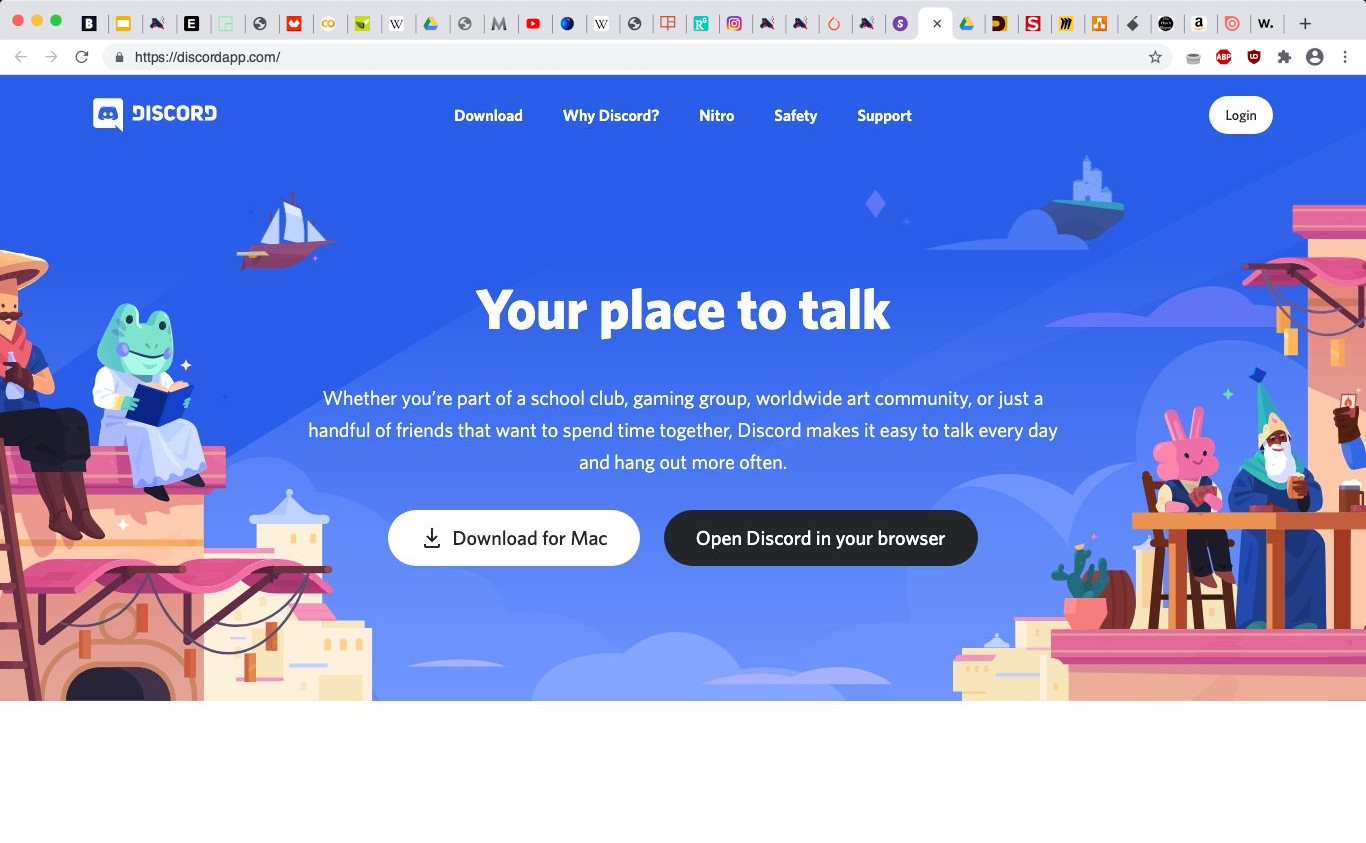 B
E
CO
W
M
W
R
S
S
m
a
W.
https://discordapp.com/
ABP
DISCORD
Download
Why Discord?
Nitro
Safety
Support
Login
Your place to talk
Whether you’re part of a school club, gaming group, worldwide art community, or just a
handful of friends that want to spend time together, Discord makes it easy to talk every day
and hang out more often.
Download for Mac
Open Discord in your browser